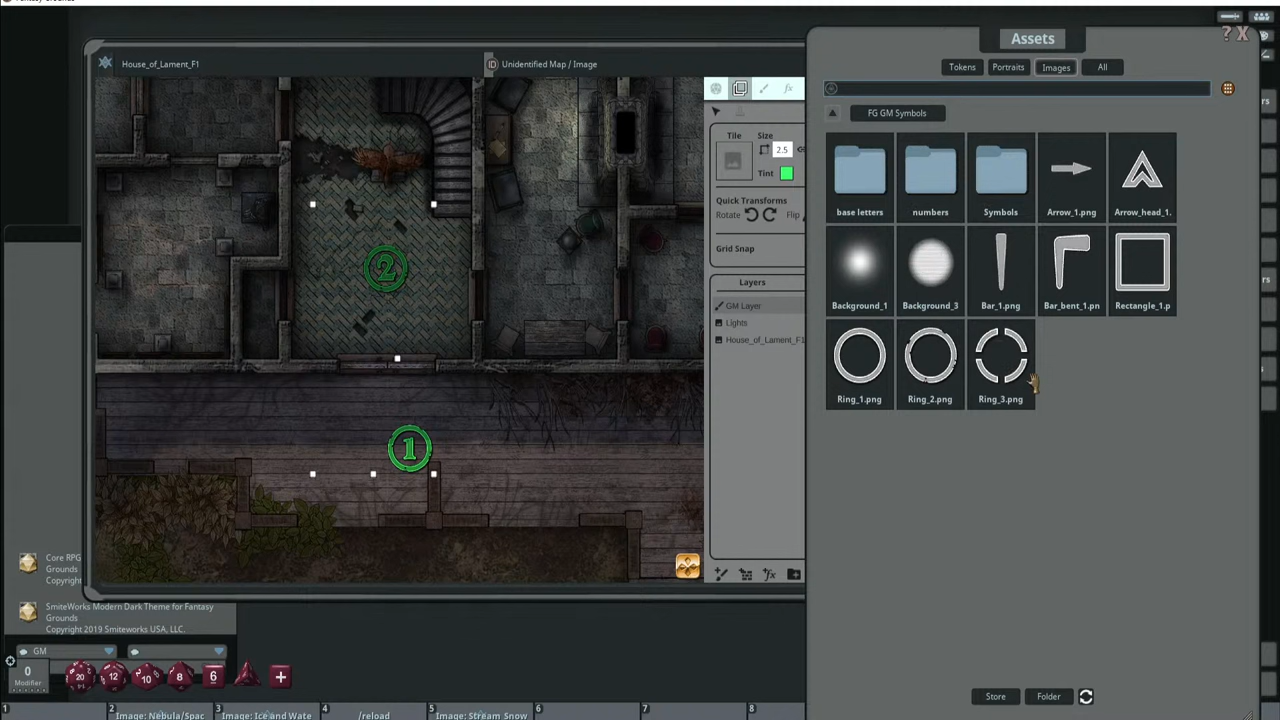 Assets
House_of_Lament_F1
ID Unidentified Map / Image
Tokens
Portraits
Images
All
FG GM Symbols
fx
Tile
Size
2.5
Tint
Quick Transforms
Rotate
Flip
Grid Snap
Layers
GM Layer
Lights
House_of_Lament_F1
fx
base letters
numbers
Symbols
Arrow_1.png
Arrow_head_1.
Background_1
Background_3
Bar_1.png
Bar_bent_1.pn
Rectangle_1.p
Ring_1.png
Ring_2.png
Ring_3.png
2
1
Core RPG
Grounds
Copyright
SmiteWorks Modern Dark Theme for Fantasy
Grounds
Copyright 2019 Smiteworks USA, LLC.
GM
0
Modifier
20
12
10
8
6
Store
Folder
1
2
Image: Nebula/Spac
3
Image: Ice and Wate
4
/reload
5
Image: Stream_Snow
6
7
8